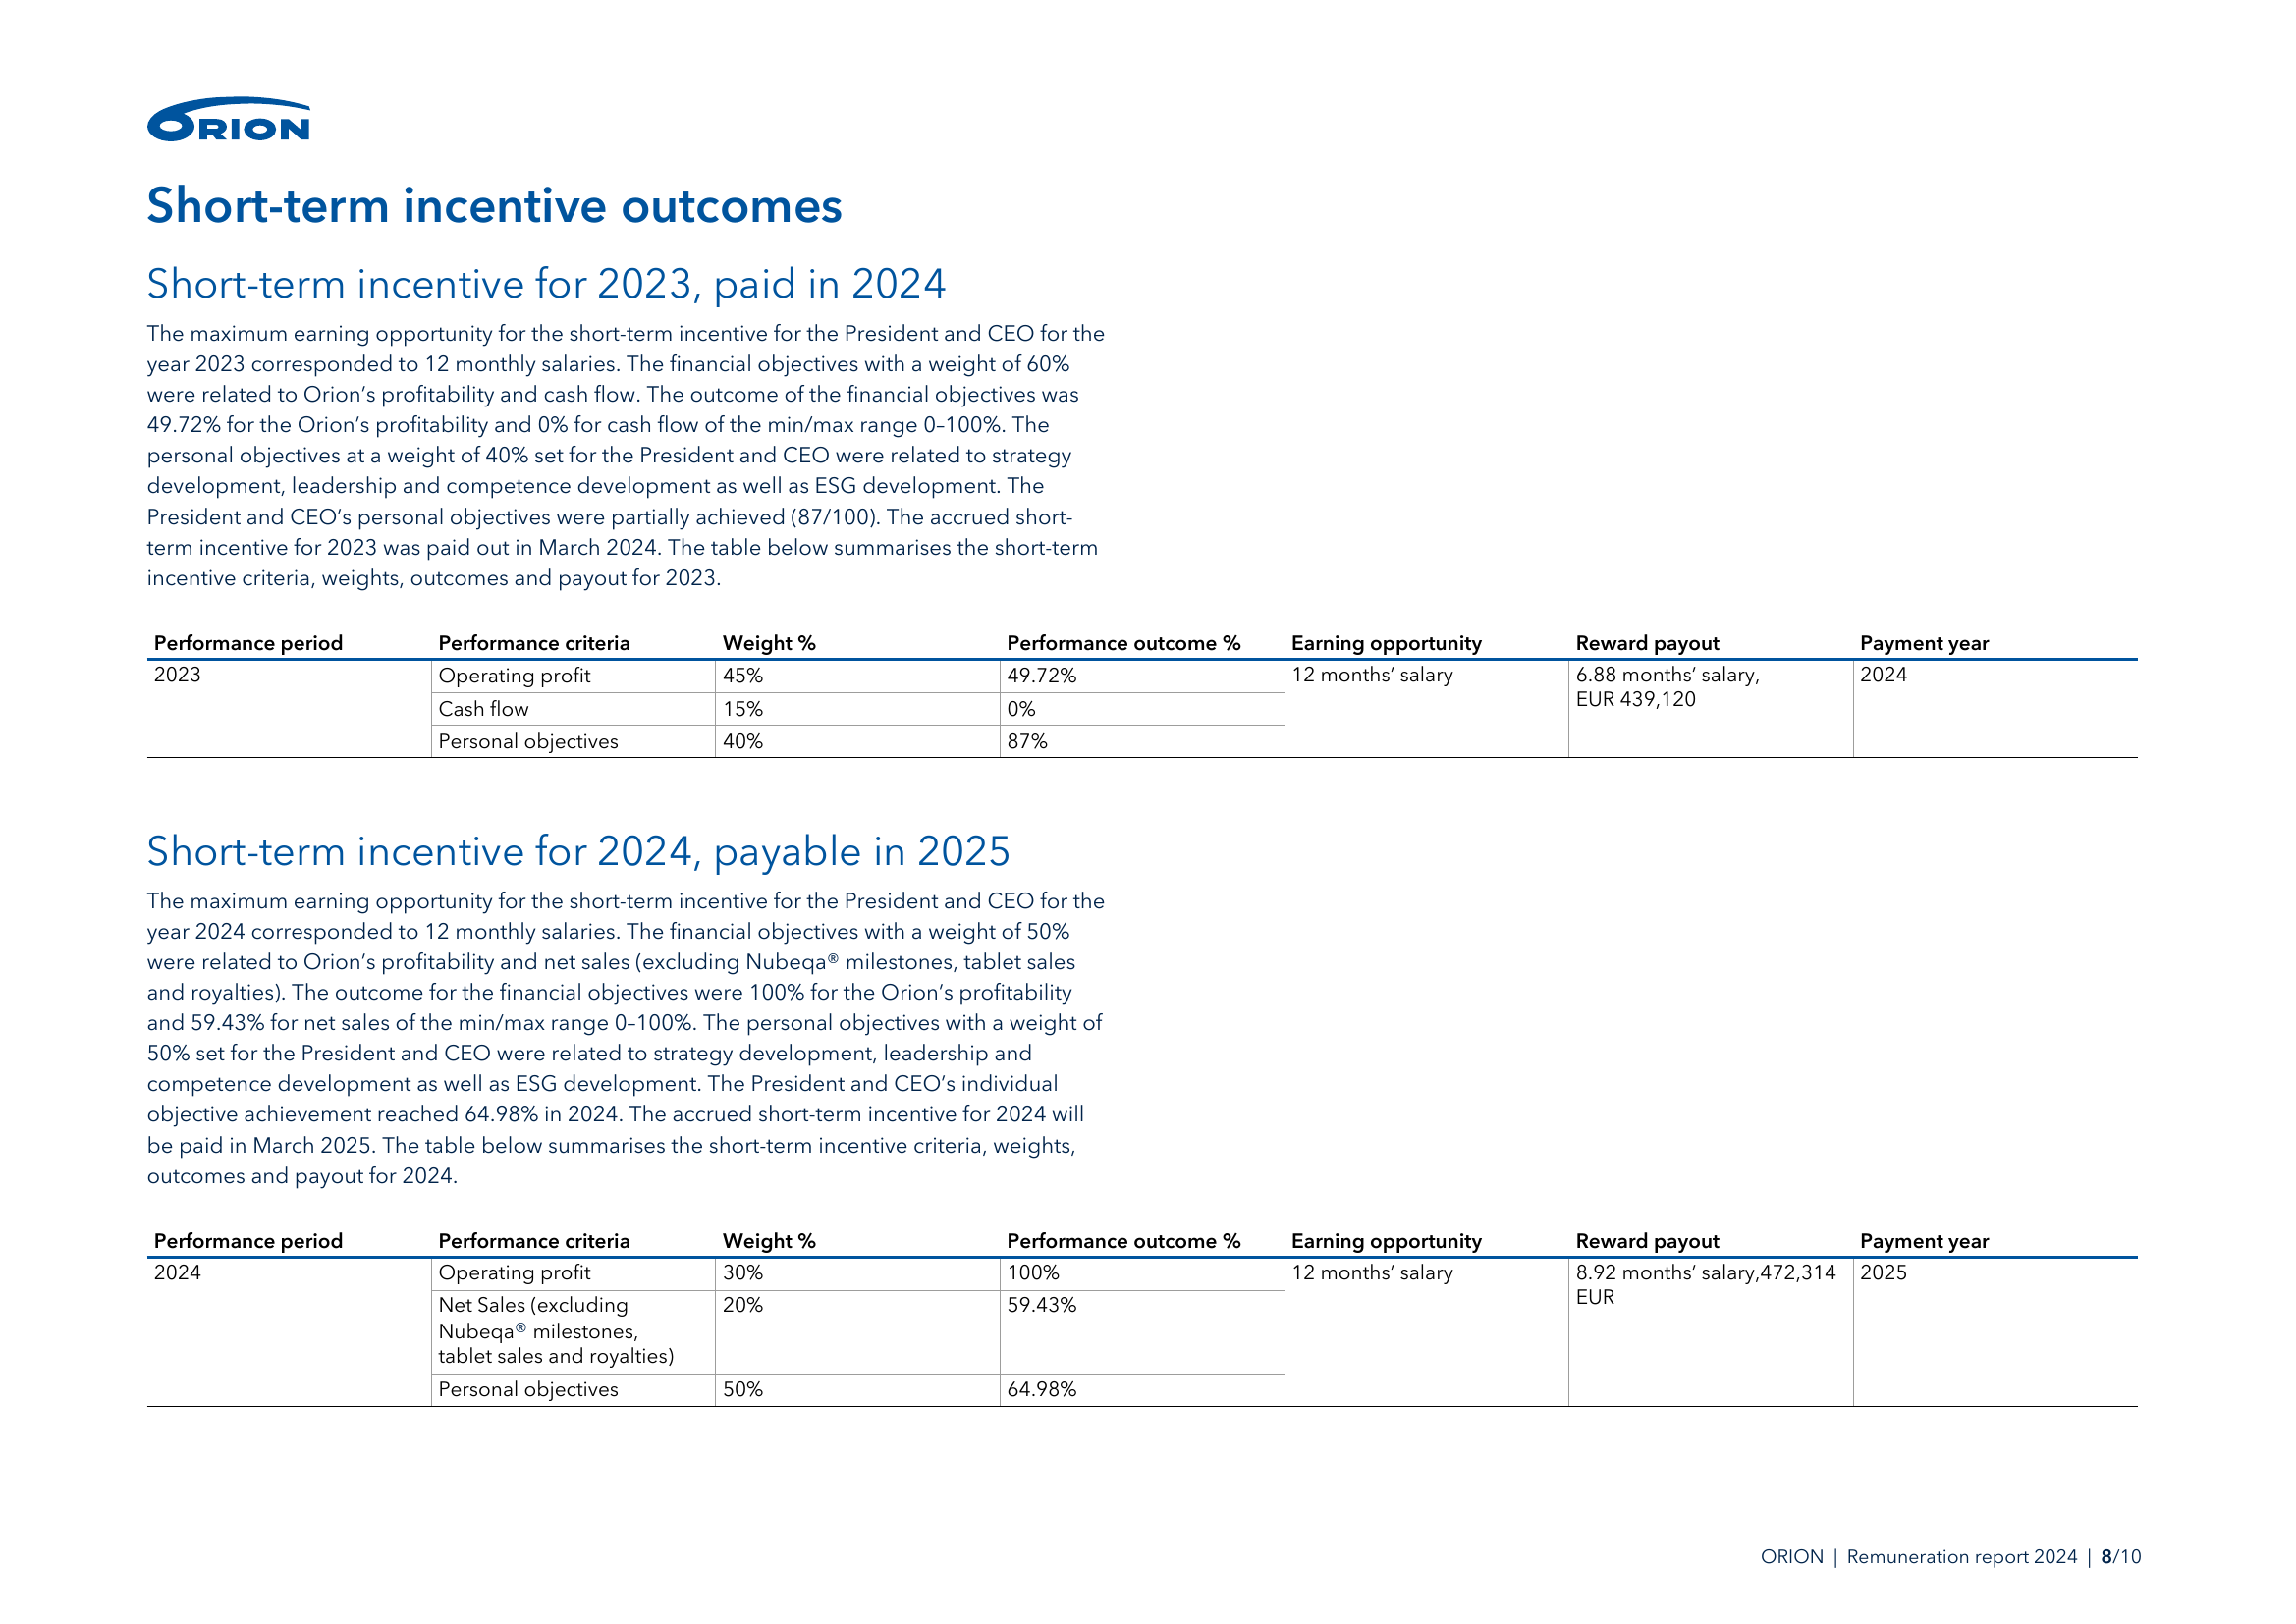 ORION
Short-term incentive outcomes
Short-term incentive for 2023, paid in 2024
The maximum earning opportunity for the short-term incentive for the President and CEO for the
year 2023 corresponded to 12 monthly salaries. The financial objectives with a weight of 60%
were related to Orion’s profitability and cash flow. The outcome of the financial objectives was
49.72% for the Orion’s profitability and 0% for cash flow of the min/max range 0–100%. The
personal objectives at a weight of 40% set for the President and CEO were related to strategy
development, leadership and competence development as well as ESG development. The
President and CEO’s personal objectives were partially achieved (87/100). The accrued short-
term incentive for 2023 was paid out in March 2024. The table below summarises the short-term
incentive criteria, weights, outcomes and payout for 2023.
Performance period Performance criteria Weight % Performance outcome % Earning opportunity Reward payout Payment year
2023 Operating profit 45% 49.72% 12 months’ salary 6.88 months’ salary, 2024
EUR 439,120
Cash flow 15% 0%
Personal objectives 40% 87%
Short-term incentive for 2024, payable in 2025
The maximum earning opportunity for the short-term incentive for the President and CEO for the
year 2024 corresponded to 12 monthly salaries. The financial objectives with a weight of 50%
were related to Orion’s profitability and net sales (excluding Nubeqa® milestones, tablet sales
and royalties). The outcome for the financial objectives were 100% for the Orion’s profitability
and 59.43% for net sales of the min/max range 0–100%. The personal objectives with a weight of
50% set for the President and CEO were related to strategy development, leadership and
competence development as well as ESG development. The President and CEO’s individual
objective achievement reached 64.98% in 2024. The accrued short-term incentive for 2024 will
be paid in March 2025. The table below summarises the short-term incentive criteria, weights,
outcomes and payout for 2024.
Performance period Performance criteria Weight % Performance outcome % Earning opportunity Reward payout Payment year
2024 Operating profit 30% 100% 12 months’ salary 8.92 months’ salary,472,314 2025
EUR
Net Sales (excluding 20% 59.43%
Nubeqa® milestones,
tablet sales and royalties)
Personal objectives 50% 64.98%
ORION | Remuneration report 2024 | 8/10